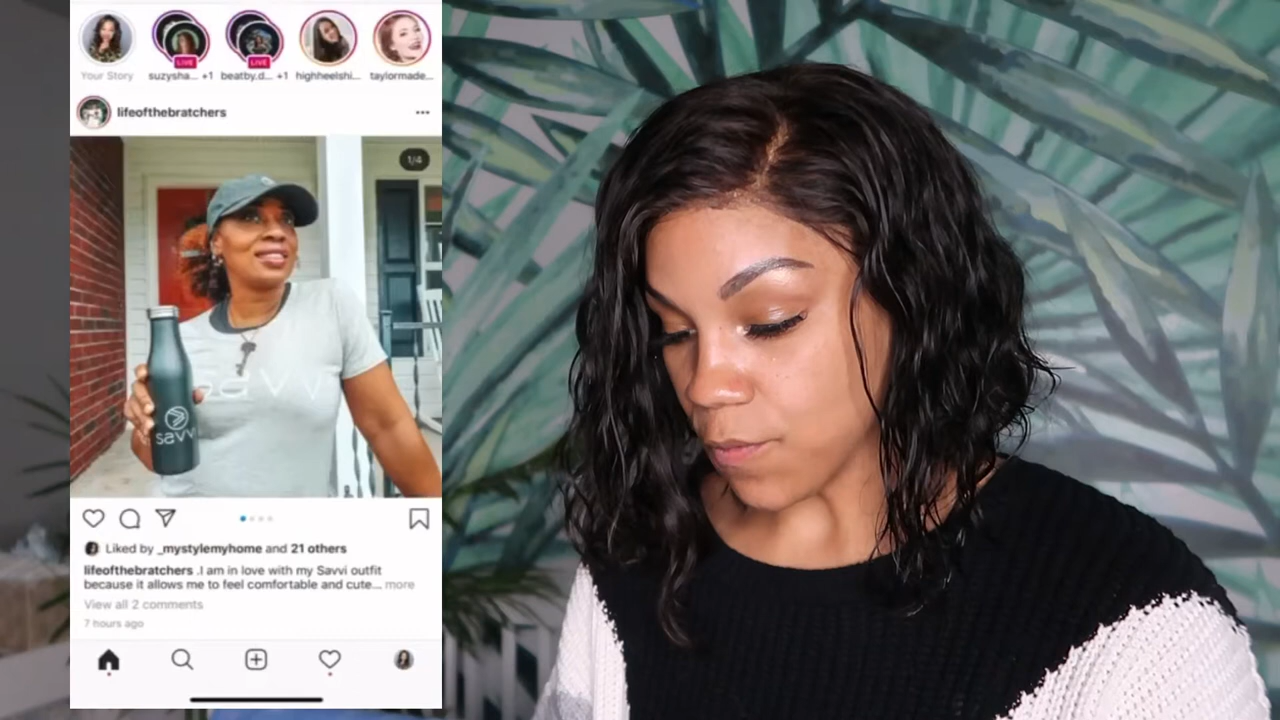 Your Story
suzysha... +1
beatby.d... +1
highheelshi...
taylormade...
LIVE
LIVE
lifeofthebratchers
1/4
savvi
savvi
Liked by _mystylemyhome and 21 others
lifeofthebratchers .I am in love with my Savvi outfit
because it allows me to feel comfortable and cute... more
View all 2 comments
7 hours ago